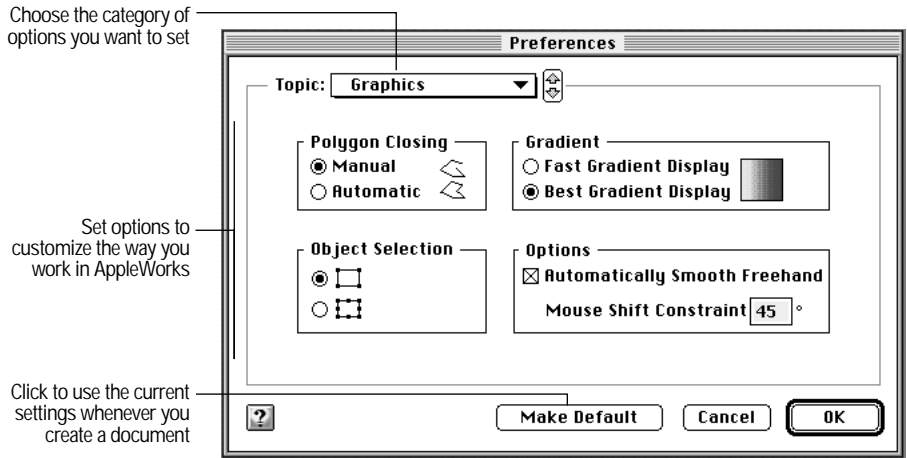 Choose the category of
options you want to set
Preferences
Topic: Graphics
Polygon Closing
Manual
Automatic
Gradient
Fast Gradient Display
Best Gradient Display
Set options to
customize the way you
work in AppleWorks
Object Selection
Options
Automatically Smooth Freehand
Mouse Shift Constraint 45 °
Click to use the current
settings whenever you
create a document
?
Make Default
Cancel
OK